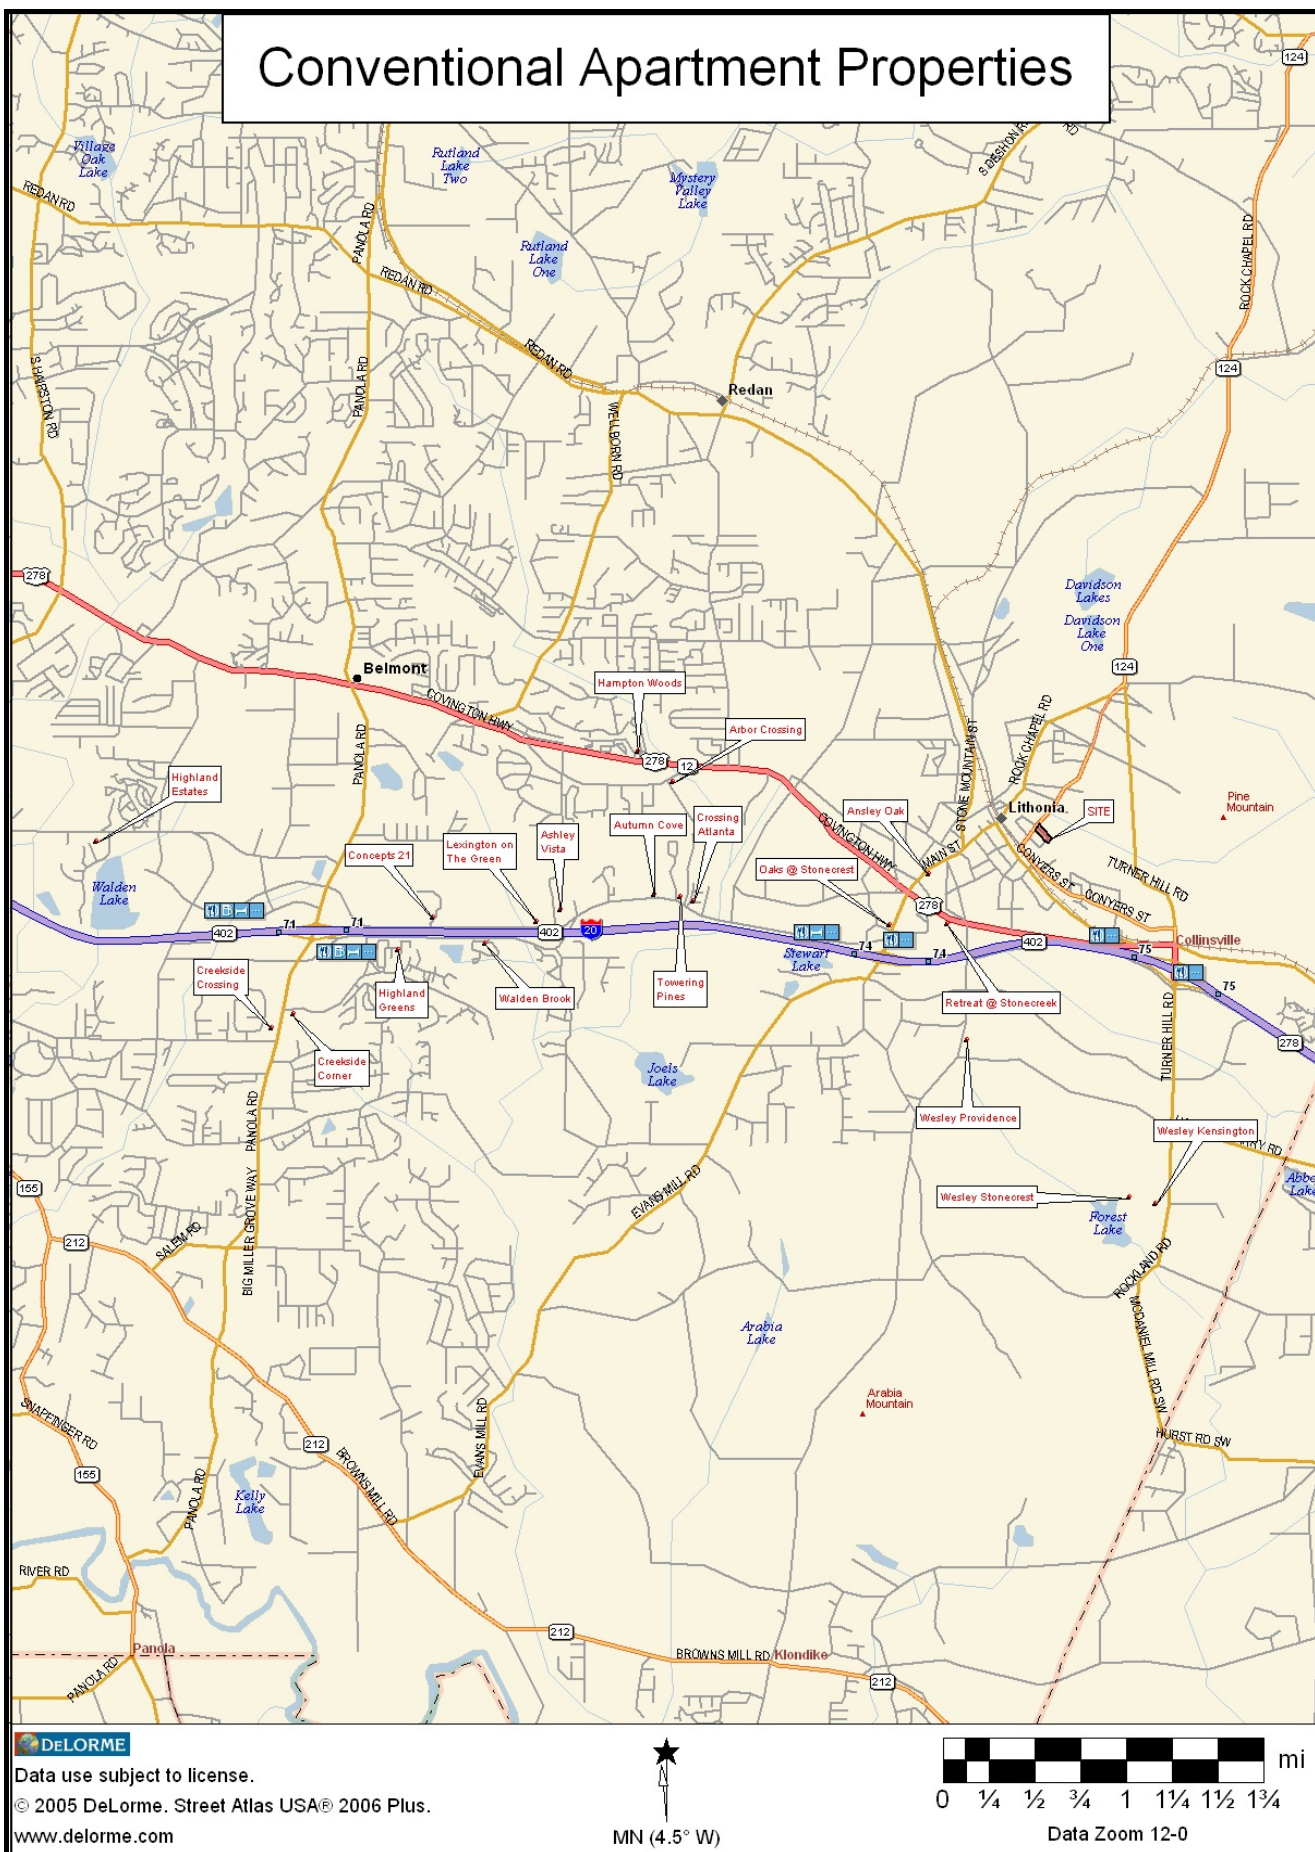 Conventional Apartment Properties
124
Village
Oak
Lake
Rutland
Lake
Two
Mystery
Valley
Lake
S DESHON RD
RD
REDAN RD
PANOLA RD
Rutland
Lake
One
ROCK CHAPEL RD
REDAN RD
REDAN RD
124
S HAIRSTON RD
PANOLA RD
Redan
WELLBORN RD
278
Davidson
Lakes
Davidson
Lake
One
Belmont
124
Hampton Woods
COVINGTON HWY
Arbor Crossing
STONE MOUNTAIN ST
ROCK CHAPEL RD
PANOLA RD
278
12
Highland
Estates
Pine
Mountain
Ansley Oak
Lithonia
SITE
Crossing
Atlanta
Autumn Cove
Ashley
Vista
Lexington on
The Green
Concepts 21
COVINGTON HWY
MAIN ST
Oaks @ Stonecrest
CONYERS ST
CONYERS ST
TURNER HILL RD
Walden
Lake
278
402
71
71
402
20
74
74
402
75
Collinsville
75
Stewart
Lake
Creekside
Crossing
Highland
Greens
Walden Brook
Towering
Pines
Retreat @ Stonecreek
TURNER HILL RD
278
Creekside
Corner
Joels
Lake
PANOLA RD
Wesley Providence
Wesley Kensington
RY RD
155
EVANS MILL RD
Wesley Stonecrest
Abbo
Lake
Forest
Lake
212
SALEM RD
BIG MILLER GROVE WAY
ROCKLAND RD
Arabia
Lake
MCDANIEL MILL RD SW
Arabia
Mountain
SNAPFINGER RD
EVANS MILL RD
HURST RD SW
155
212
BROWNS MILL RD
PANOLA RD
Kelly
Lake
RIVER RD
Panola
PANOLA RD
212
BROWNS MILL RD
Klondike
212
DELORME
Data use subject to license.
© 2005 DeLorme. Street Atlas USA® 2006 Plus.
www.delorme.com
MN (4.5° W)
mi
0 ¼ ½ ¾ 1 1¼ 1½ 1¾
Data Zoom 12-0